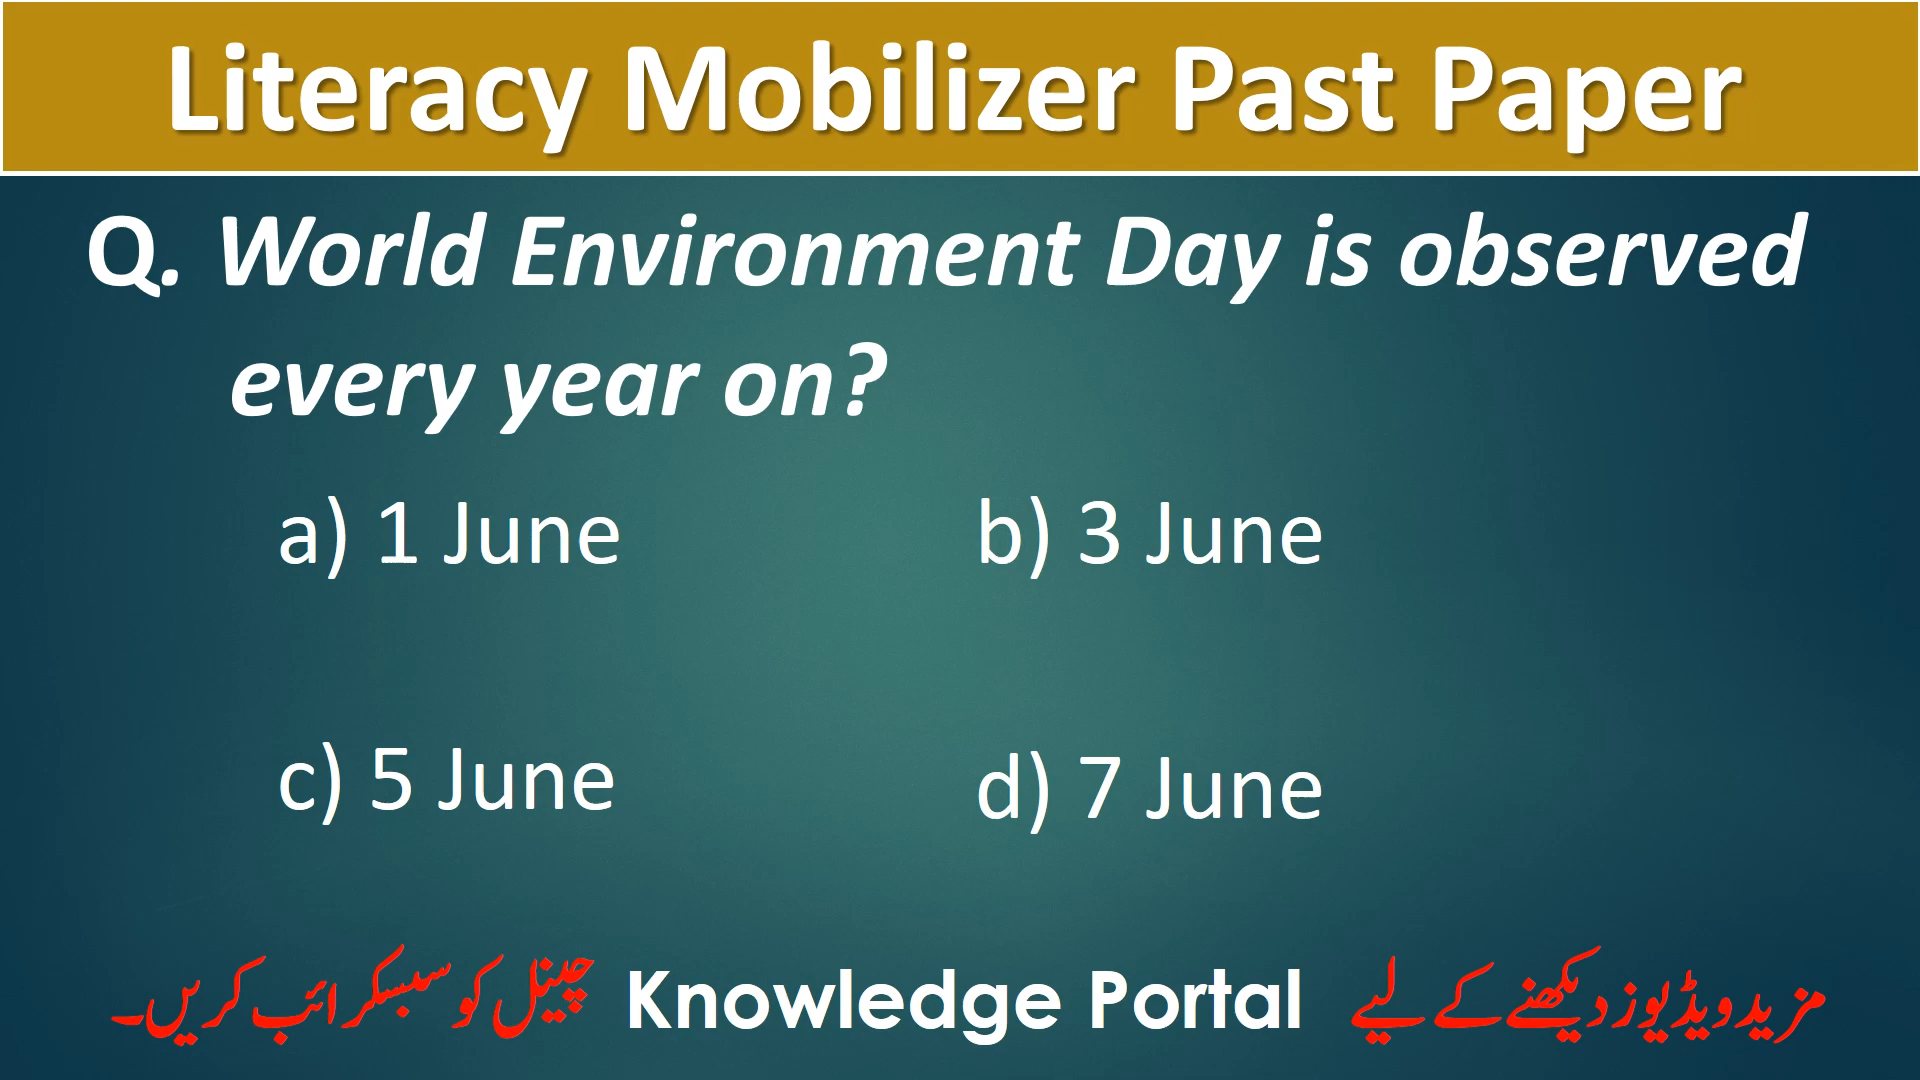 Literacy Mobilizer Past Paper
Q. World Environment Day is observed
every year on?
a) 1 June b) 3 June
c) 5 June d) 7 June
مزید ویڈیوز دیکھنے کے لیے Knowledge Portal چینل کو سبسکرائب کریں۔